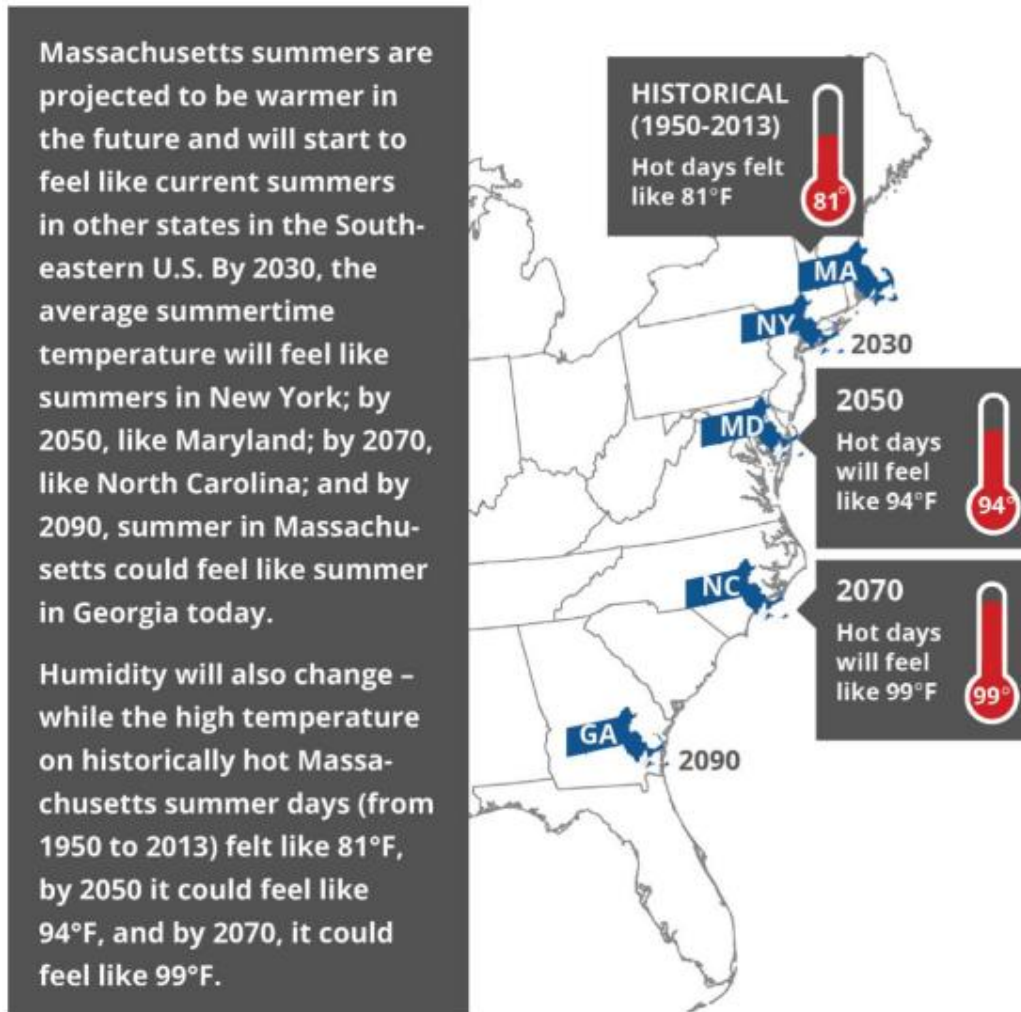 Massachusetts summers are
projected to be warmer in
the future and will start to
feel like current summers
in other states in the South-
eastern U.S. By 2030, the
average summertime
temperature will feel like
summers in New York; by
2050, like Maryland; by 2070,
like North Carolina; and by
2090, summer in Massachu-
setts could feel like summer
in Georgia today.
Humidity will also change –
while the high temperature
on historically hot Massa-
chusetts summer days (from
1950 to 2013) felt like 81°F,
by 2050 it could feel like
94°F, and by 2070, it could
feel like 99°F.
HISTORICAL
(1950-2013)
Hot days felt
like 81°F
81°
MA
NY
2030
MD
2050
Hot days
will feel
like 94°F
94°
NC
2070
Hot days
will feel
like 99°F
99°
GA
2090